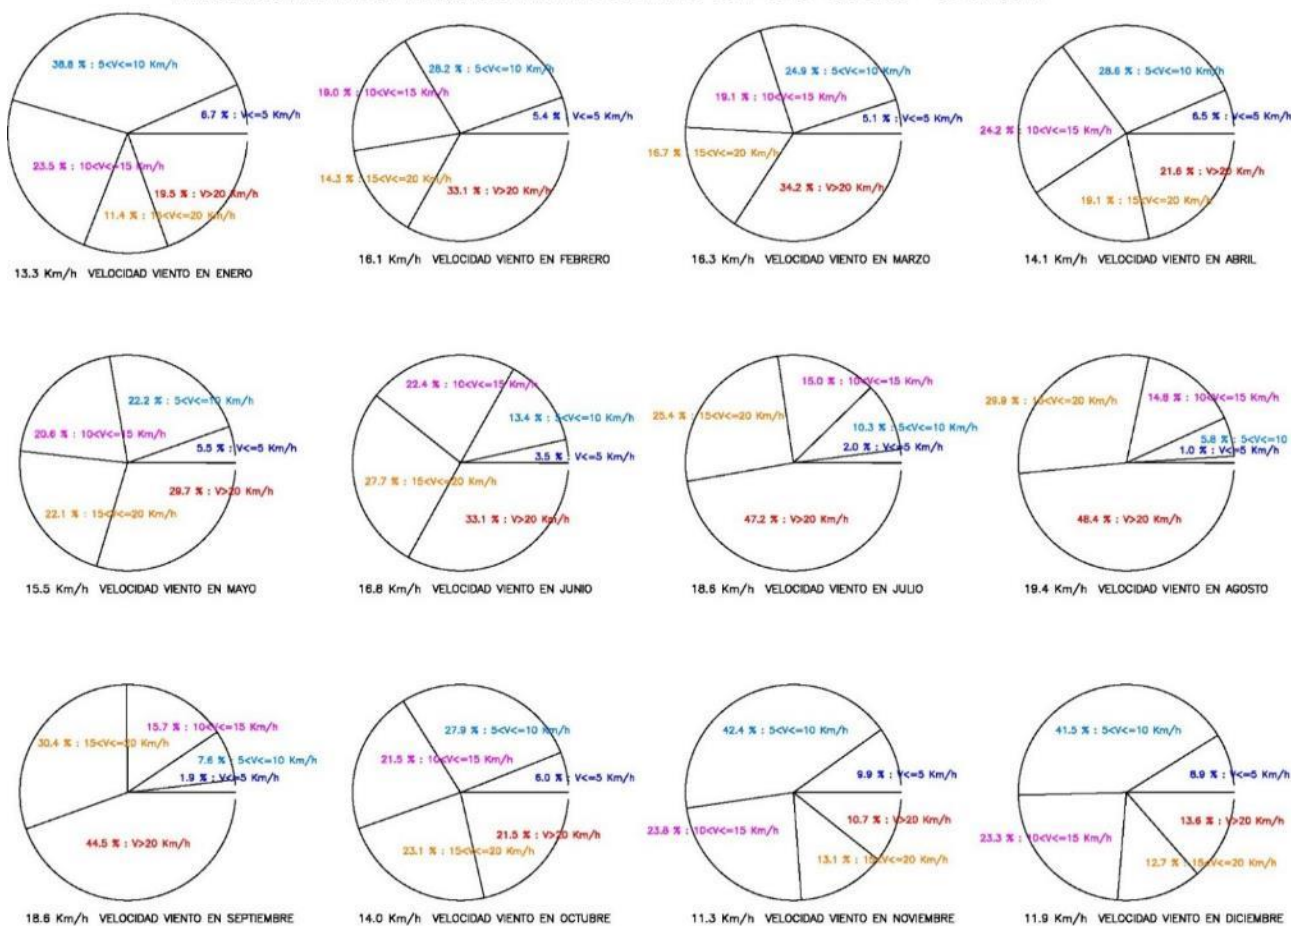 38.8 % : 5<V<=10 Km/h
6.7 % : V<=5 Km/h
23.5 % : 10<V<=15 Km/h
19.5 % : V>20 Km/h
11.4 % : 15<V<=20 Km/h
13.3 Km/h VELOCIDAD VIENTO EN ENERO
28.2 % : 5<V<=10 Km/h
19.0 % : 10<V<=15 Km/h
5.4 % : V<=5 Km/h
14.3 % : 15<V<=20 Km/h
33.1 % : V>20 Km/h
16.1 Km/h VELOCIDAD VIENTO EN FEBRERO
24.9 % : 5<V<=10 Km/h
19.1 % : 10<V<=15 Km/h
5.1 % : V<=5 Km/h
16.7 % : 15<V<=20 Km/h
34.2 % : V>20 Km/h
16.3 Km/h VELOCIDAD VIENTO EN MARZO
28.6 % : 5<V<=10 Km/h
6.5 % : V<=5 Km/h
24.2 % : 10<V<=15 Km/h
21.6 % : V>20 Km/h
19.1 % : 15<V<=20 Km/h
14.1 Km/h VELOCIDAD VIENTO EN ABRIL
22.2 % : 5<V<=10 Km/h
20.6 % : 10<V<=15 Km/h
5.5 % : V<=5 Km/h
29.7 % : V>20 Km/h
22.1 % : 15<V<=20 Km/h
15.5 Km/h VELOCIDAD VIENTO EN MAYO
22.4 % : 10<V<=15 Km/h
13.4 % : 5<V<=10 Km/h
3.5 % : V<=5 Km/h
27.7 % : 15<V<=20 Km/h
33.1 % : V>20 Km/h
16.8 Km/h VELOCIDAD VIENTO EN JUNIO
15.0 % : 10<V<=15 Km/h
25.4 % : 15<V<=20 Km/h
10.3 % : 5<V<=10 Km/h
2.0 % : V<=5 Km/h
47.2 % : V>20 Km/h
18.6 Km/h VELOCIDAD VIENTO EN JULIO
29.9 % : 15<V<=20 Km/h
14.8 % : 10<V<=15 Km/h
5.8 % : 5<V<=10
1.0 % : V<=5 Km/h
48.4 % : V>20 Km/h
19.4 Km/h VELOCIDAD VIENTO EN AGOSTO
15.7 % : 10<V<=15 Km/h
30.4 % : 15<V<=20 Km/h
7.6 % : 5<V<=10 Km/h
1.9 % : V<=5 Km/h
44.5 % : V>20 Km/h
18.6 Km/h VELOCIDAD VIENTO EN SEPTIEMBRE
27.9 % : 5<V<=10 Km/h
21.5 % : 10<V<=15 Km/h
6.0 % : V<=5 Km/h
21.5 % : V>20 Km/h
23.1 % : 15<V<=20 Km/h
14.0 Km/h VELOCIDAD VIENTO EN OCTUBRE
42.4 % : 5<V<=10 Km/h
9.9 % : V<=5 Km/h
23.8 % : 10<V<=15 Km/h
10.7 % : V>20 Km/h
13.1 % : 15<V<=20 Km/h
11.3 Km/h VELOCIDAD VIENTO EN NOVIEMBRE
41.5 % : 5<V<=10 Km/h
8.9 % : V<=5 Km/h
23.3 % : 10<V<=15 Km/h
13.6 % : V>20 Km/h
12.7 % : 15<V<=20 Km/h
11.9 Km/h VELOCIDAD VIENTO EN DICIEMBRE